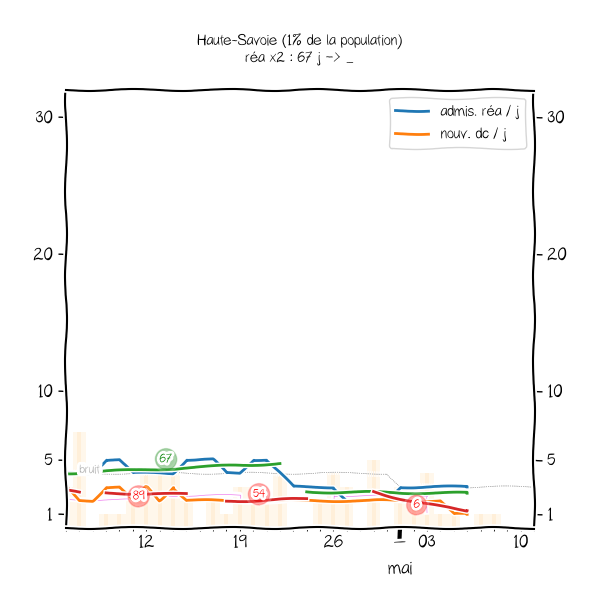 Haute-Savoie (1% de la population)
réa x2 : 67 j -> _
admis. réa / j
nouv. dc / j
30 30
20 20
10 10
5 5
1 1
bruit
67
89
54
6
12 19 26 03 10
mai